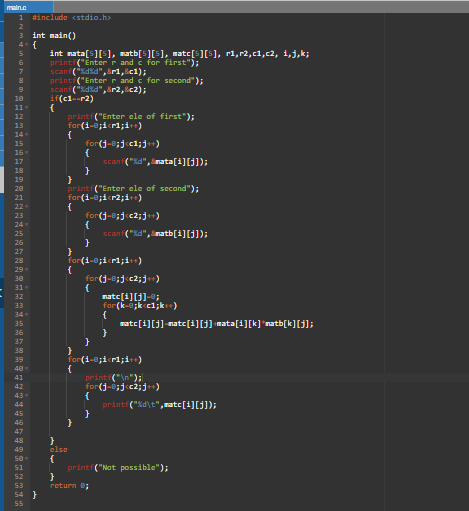 main.c
1 #include <stdio.h>
2
3 int main()
4 {
5 int mata[5][5], matb[5][5], matc[5][5], r1,r2,c1,c2, i,j,k;
6 printf("Enter r and c for first");
7 scanf("%d%d",&r1,&c1);
8 printf("Enter r and c for second");
9 scanf("%d%d",&r2,&c2);
10 if(c1==r2)
11 {
12 printf("Enter ele of first");
13 for(i=0;i<r1;i++)
14 {
15 for(j=0;j<c1;j++)
16 {
17 scanf("%d",&mata[i][j]);
18 }
19 }
20 printf("Enter ele of second");
21 for(i=0;i<r2;i++)
22 {
23 for(j=0;j<c2;j++)
24 {
25 scanf("%d",&matb[i][j]);
26 }
27 }
28 for(i=0;i<r1;i++)
29 {
30 for(j=0;j<c2;j++)
31 {
32 matc[i][j]=0;
33 for(k=0;k<c1;k++)
34 {
35 matc[i][j]=matc[i][j]+mata[i][k]*matb[k][j];
36 }
37 }
38 }
39 for(i=0;i<r1;i++)
40 {
41 printf("\n");
42 for(j=0;j<c2;j++)
43 {
44 printf("%d\t",matc[i][j]);
45 }
46 }
47
48 }
49 else
50 {
51 printf("Not possible");
52 }
53 return 0;
54 }
55